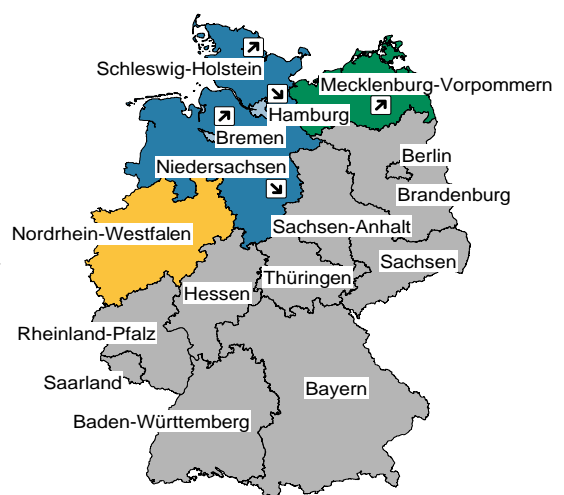 Schleswig-Holstein
Mecklenburg-Vorpommern
Hamburg
Bremen
Berlin
Niedersachsen
Brandenburg
Sachsen-Anhalt
Nordrhein-Westfalen
Sachsen
Thüringen
Hessen
Rheinland-Pfalz
Saarland
Bayern
Baden-Württemberg